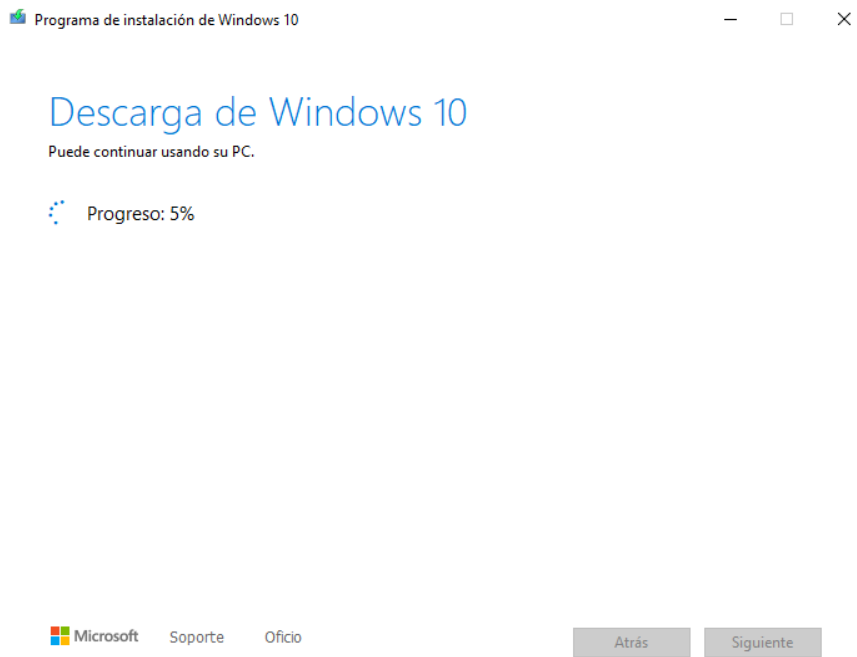 Programa de instalación de Windows 10
Descarga de Windows 10
Puede continuar usando su PC.
Progreso: 5%
Microsoft Soporte Oficio Atrás Siguiente